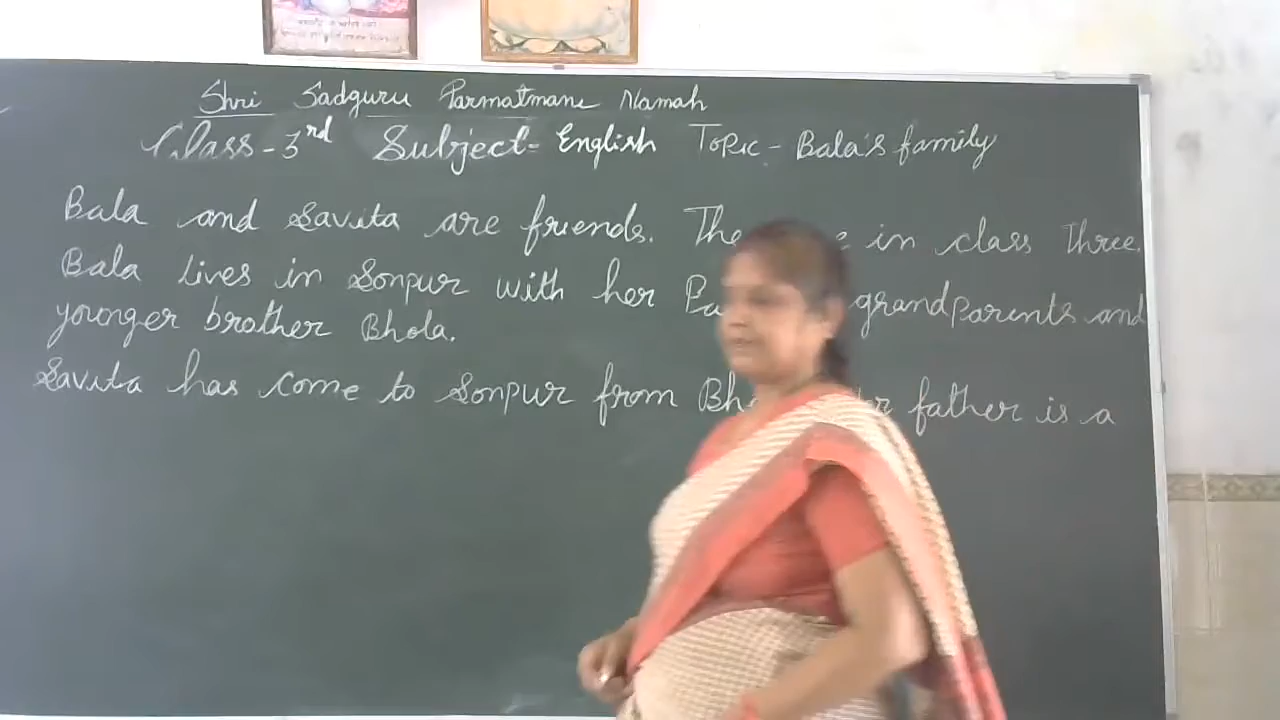 Shri Sadguru Parmatmane Namah
Class - 3rd Subject - English Topic - Bala's family
Bala and Savita are friends. in class Three.
Bala lives in Sonpur with her grandparents and
younger brother Bhola.
Savita has come to Sonpur from father is a